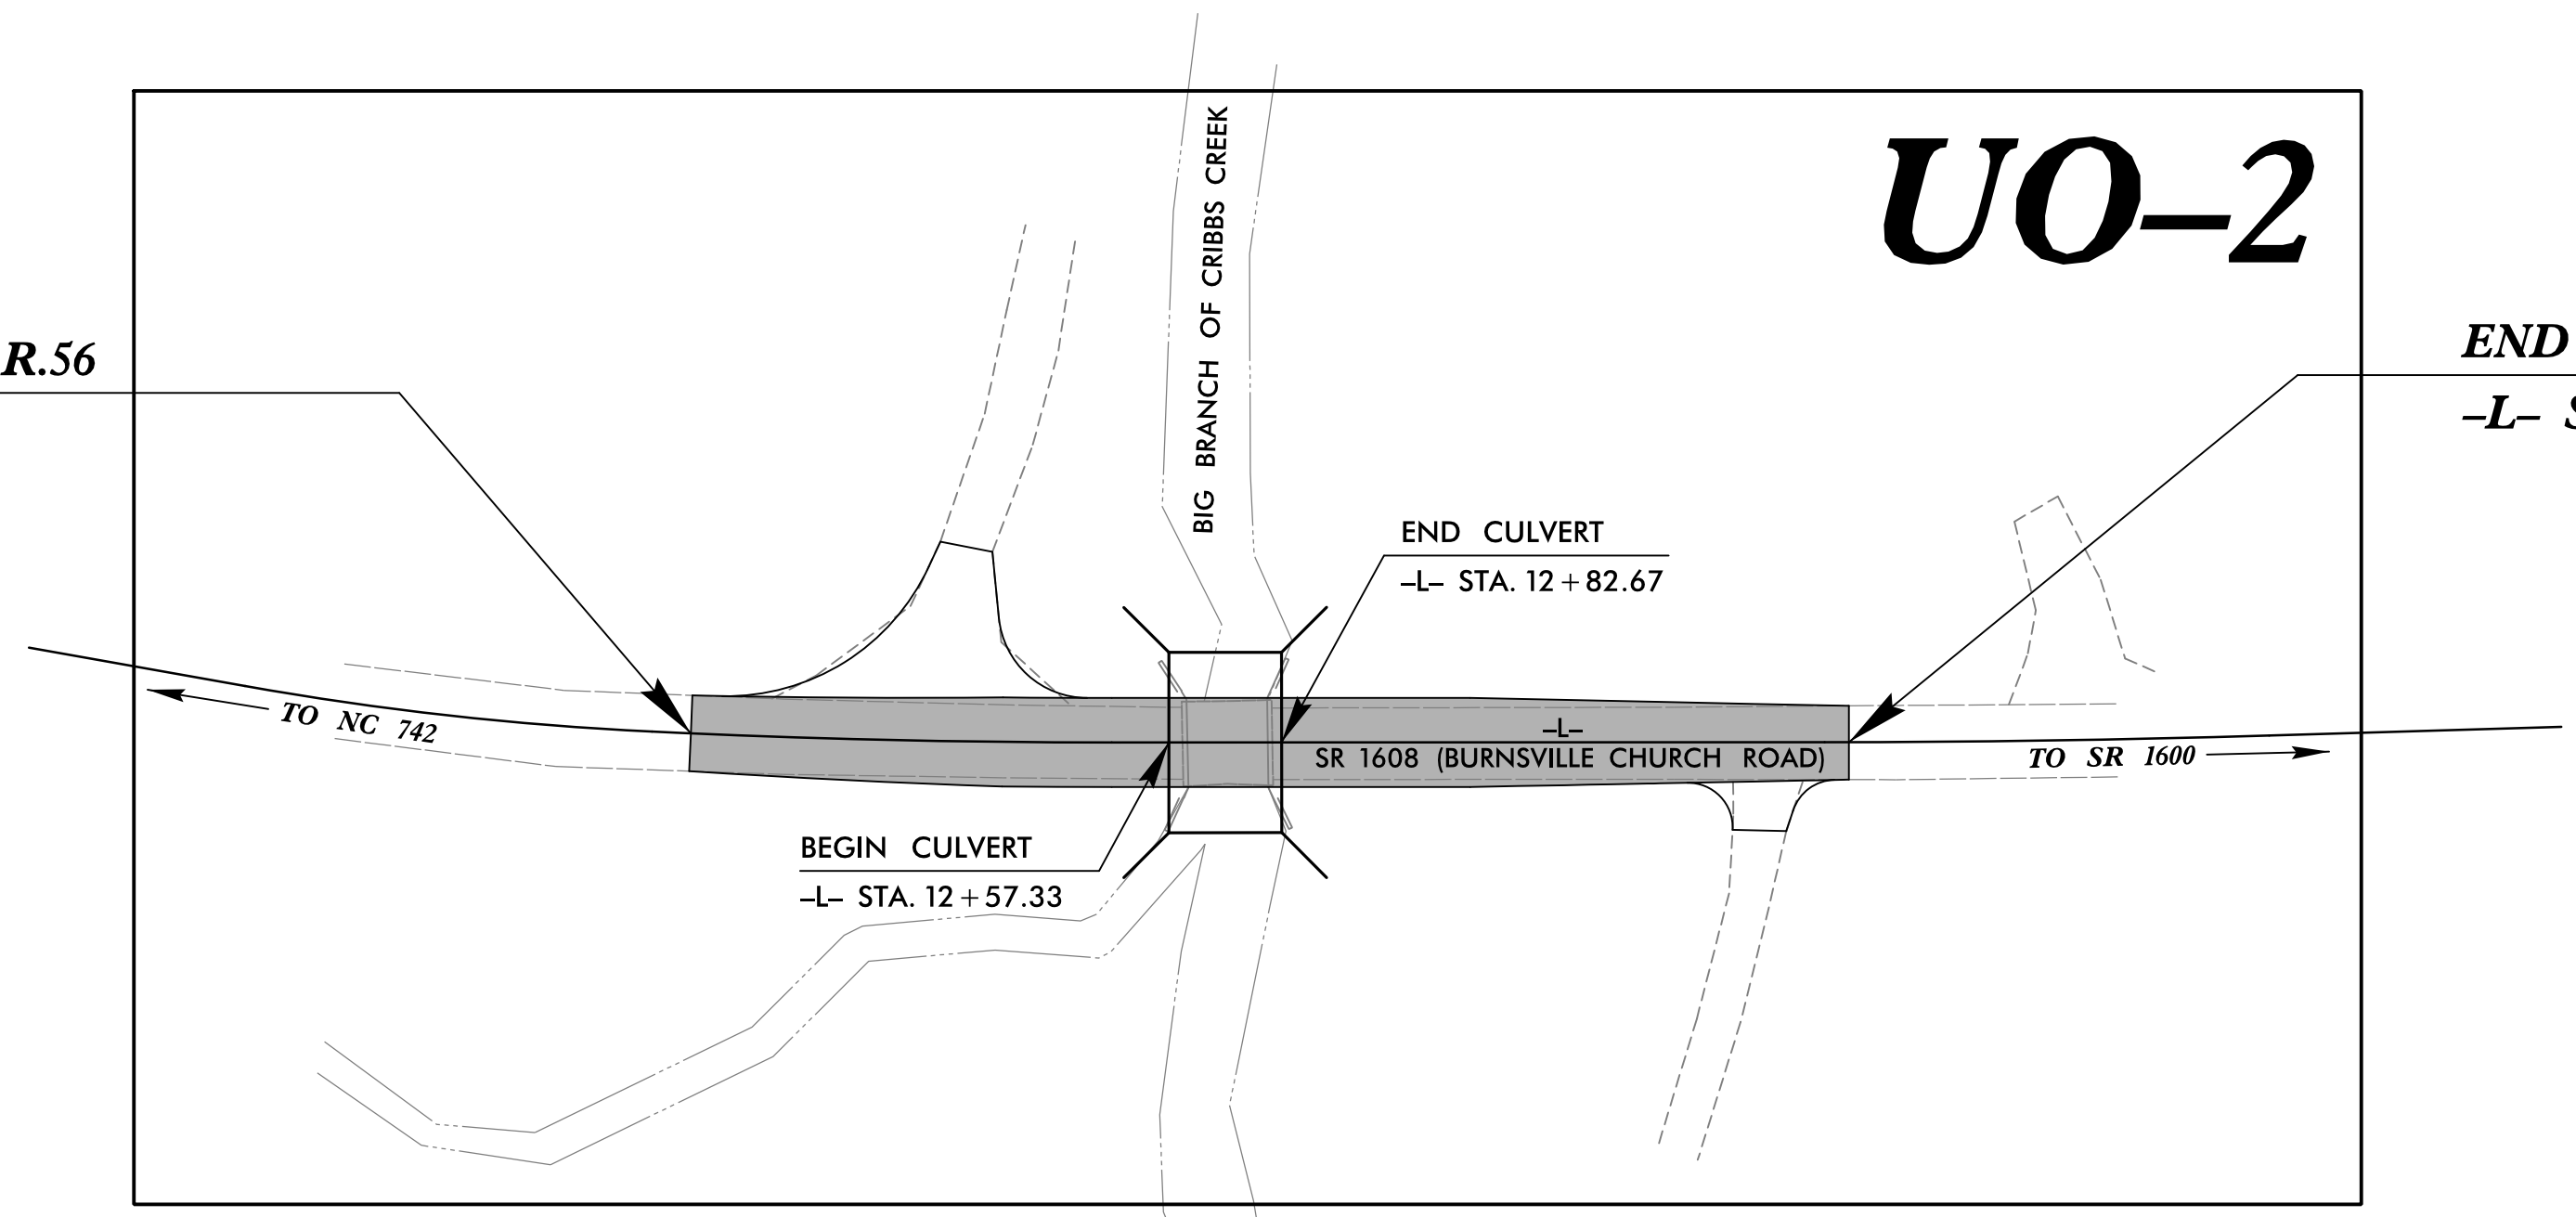 UO–2
BIG BRANCH OF CRIBBS CREEK
R.56
END
–L–
END CULVERT
–L– STA. 12+82.67
TO NC 742
–L–
SR 1608 (BURNSVILLE CHURCH ROAD)
TO SR 1600
BEGIN CULVERT
–L– STA. 12+57.33